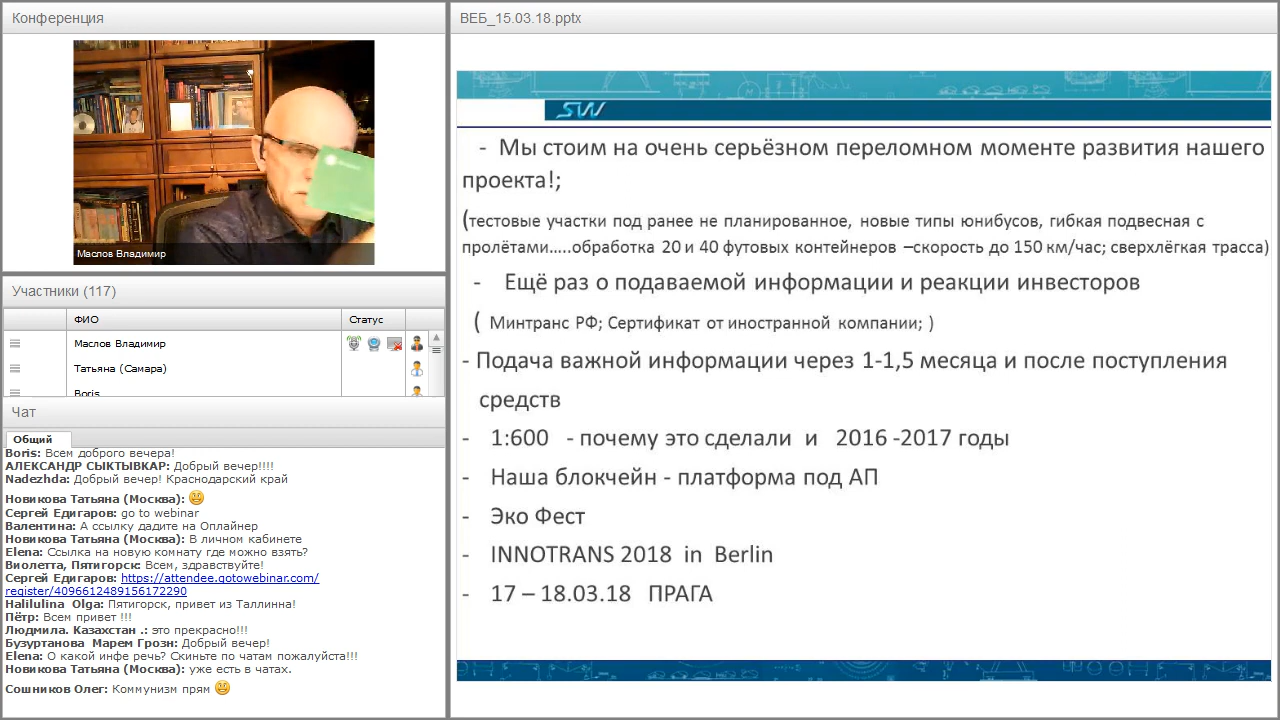 Конференция
Маслов Владимир
Участники (117)
ФИО
Статус
Маслов Владимир
Татьяна (Самара)
Boris
Чат
Общий
Boris: Всем доброго вечера!
АЛЕКСАНДР СЫКТЫВКАР: Добрый вечер!!!!
Nadezhda: Добрый вечер! Краснодарский край
Новикова Татьяна (Москва):
Сергей Едигаров: go to webinar
Валентина: А ссылку дадите на Оплайнер
Новикова Татьяна (Москва): В личном кабинете
Elena: Ссылка на новую комнату где можно взять?
Виолетта, Пятигорск: Всем, здравствуйте!
Сергей Едигаров: https://attendee.gotowebinar.com/
register/4096612489156172290
Halilulina Olga: Пятигорск, привет из Таллинна!
Пётр: Всем привет !!!
Людмила. Казахстан .: это прекрасно!!!
Бузуртанова Марем Грозн: Добрый вечер!
Elena: О какой инфе речь? Скиньте по чатам пожалуйста!!!
Новикова Татьяна (Москва): уже есть в чатах.
Сошников Олег: Коммунизм прям
ВЕБ_15.03.18.pptx
SW
- Мы стоим на очень серьёзном переломном моменте развития нашего
проекта!;
(тестовые участки под ранее не планированное, новые типы юнибусов, гибкая подвесная с
пролётами.....обработка 20 и 40 футовых контейнеров –скорость до 150 км/час; сверхлёгкая трасса)
- Ещё раз о подаваемой информации и реакции инвесторов
( Минтранс РФ; Сертификат от иностранной компании; )
- Подача важной информации через 1-1,5 месяца и после поступления
средств
- 1:600 - почему это сделали и 2016 -2017 годы
- Наша блокчейн - платформа под АП
- Эко Фест
- INNOTRANS 2018 in Berlin
- 17 – 18.03.18 ПРАГА